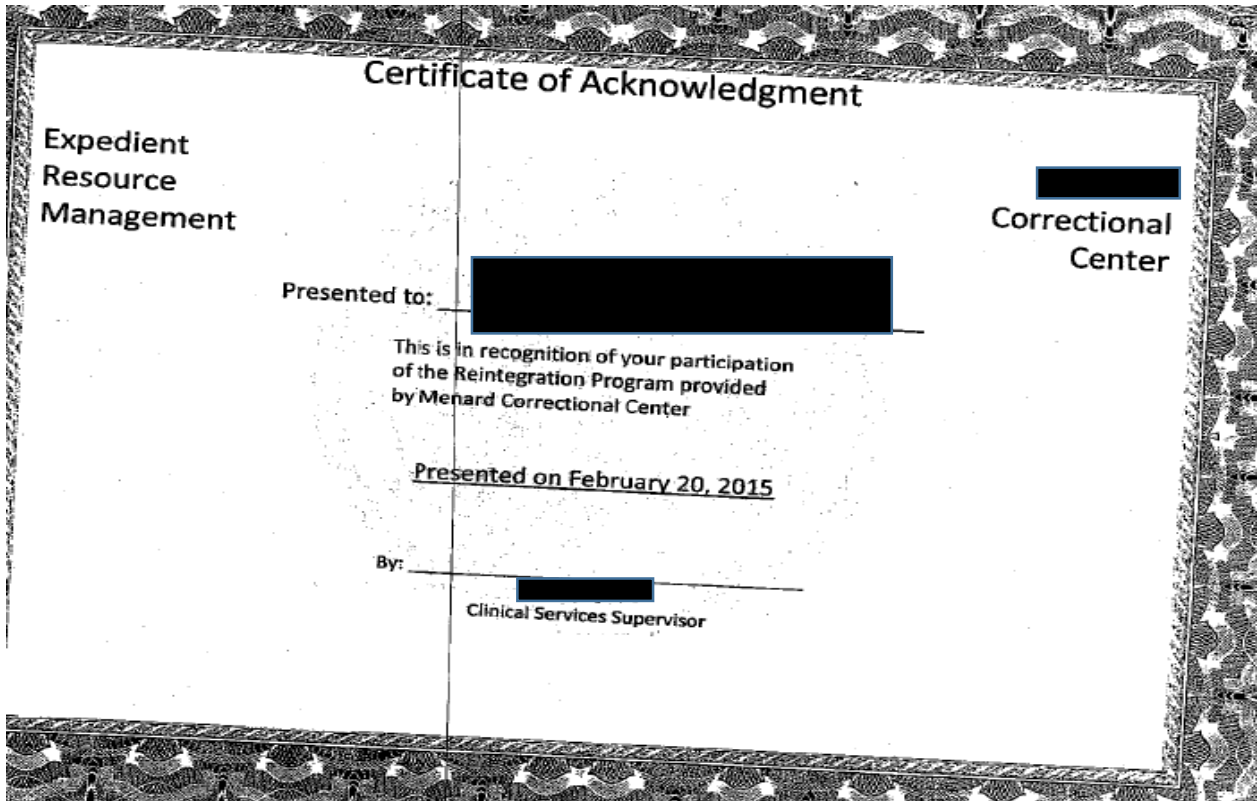 Certificate of Acknowledgment
Expedient
Resource
Management
Correctional
Center
Presented to:
This is in recognition of your participation
of the Reintegration Program provided
by Menard Correctional Center
Presented on February 20, 2015
By:
Clinical Services Supervisor